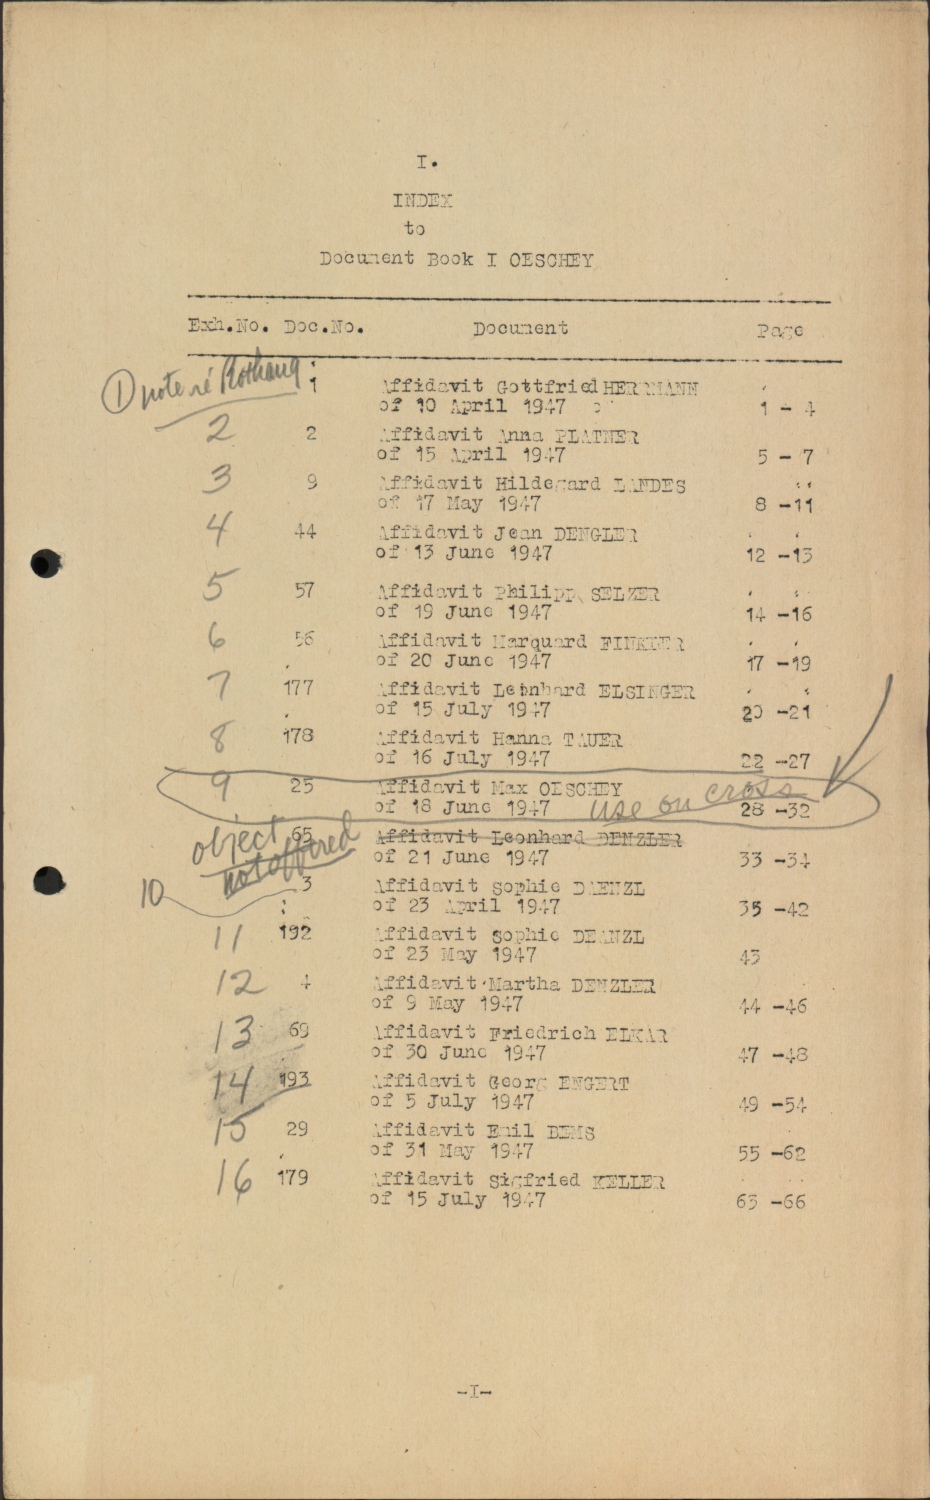 I.
INDEX
to
Document Book I OESCHEY
Exh.No. Doc.No. Document Page
1 note re Rothaug 1 Affidavit Gottfried HERRMANN
of 10 April 1947 1 - 4
2 2 Affidavit Anna PLATNER
of 15 April 1947 5 - 7
3 9 Affidavit Hildegard LANDES
of 17 May 1947 8 -11
4 44 Affidavit Jean DENGLER
of 13 June 1947 12 -13
5 57 Affidavit Philipp SELZER
of 19 June 1947 14 -16
6 56 Affidavit Marquard
of 20 June 1947 17 -19
7 177 Affidavit Leonhard ELSINGER
of 15 July 1947 20 -21
8 178 Affidavit Hanna TAUER
of 16 July 1947 22 -27
9 25 Affidavit Max OESCHEY
of 18 June 1947 use on cross 28 -32
object 65 Affidavit Leonhard DENZLER
not offered of 21 June 1947 33 -34
10 3 Affidavit Sophie DAENZL
of 23 April 1947 35 -42
11 192 Affidavit Sophie DEANZL
of 23 May 1947 43
12 4 Affidavit Martha DENZLER
of 9 May 1947 44 -46
13 69 Affidavit Friedrich ELKAR
of 30 June 1947 47 -48
14 193 Affidavit Georg ENGERT
of 5 July 1947 49 -54
15 29 Affidavit Emil DEMS
of 31 May 1947 55 -62
16 179 Affidavit Sigfried KELLER
of 15 July 1947 63 -66
-I-